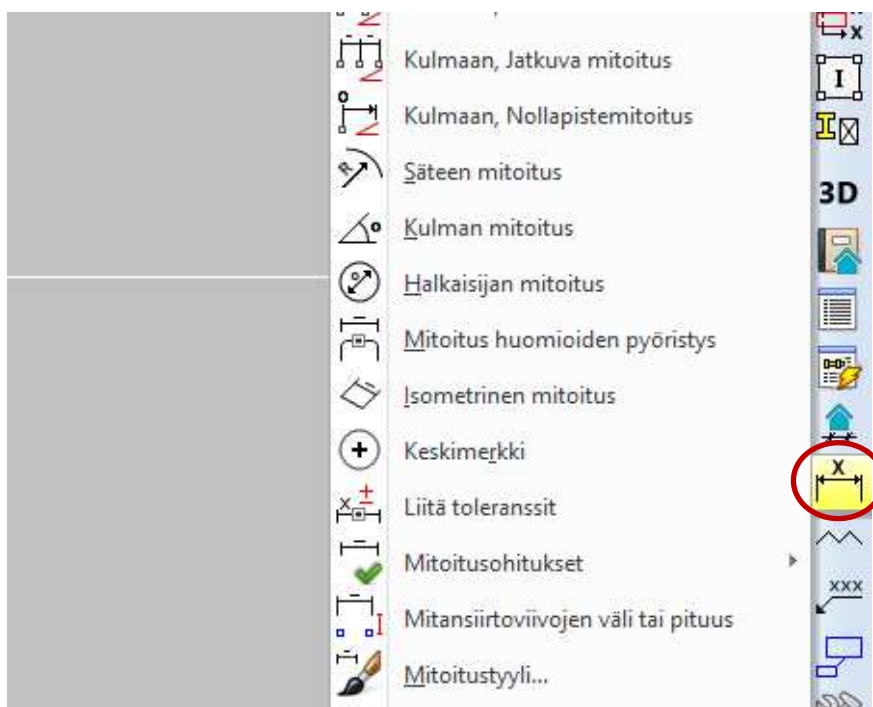 Kulmaan, Jatkuva mitoitus
Kulmaan, Nollapistemitoitus
Säteen mitoitus
Kulman mitoitus
Halkaisijan mitoitus
Mitoitus huomioiden pyöristys
Isometrinen mitoitus
Keskimerkki
Liitä toleranssit
Mitoitusohitukset
Mitansiirtoviivojen väli tai pituus
Mitoitustyyli...
x
I
3D
X
xxx